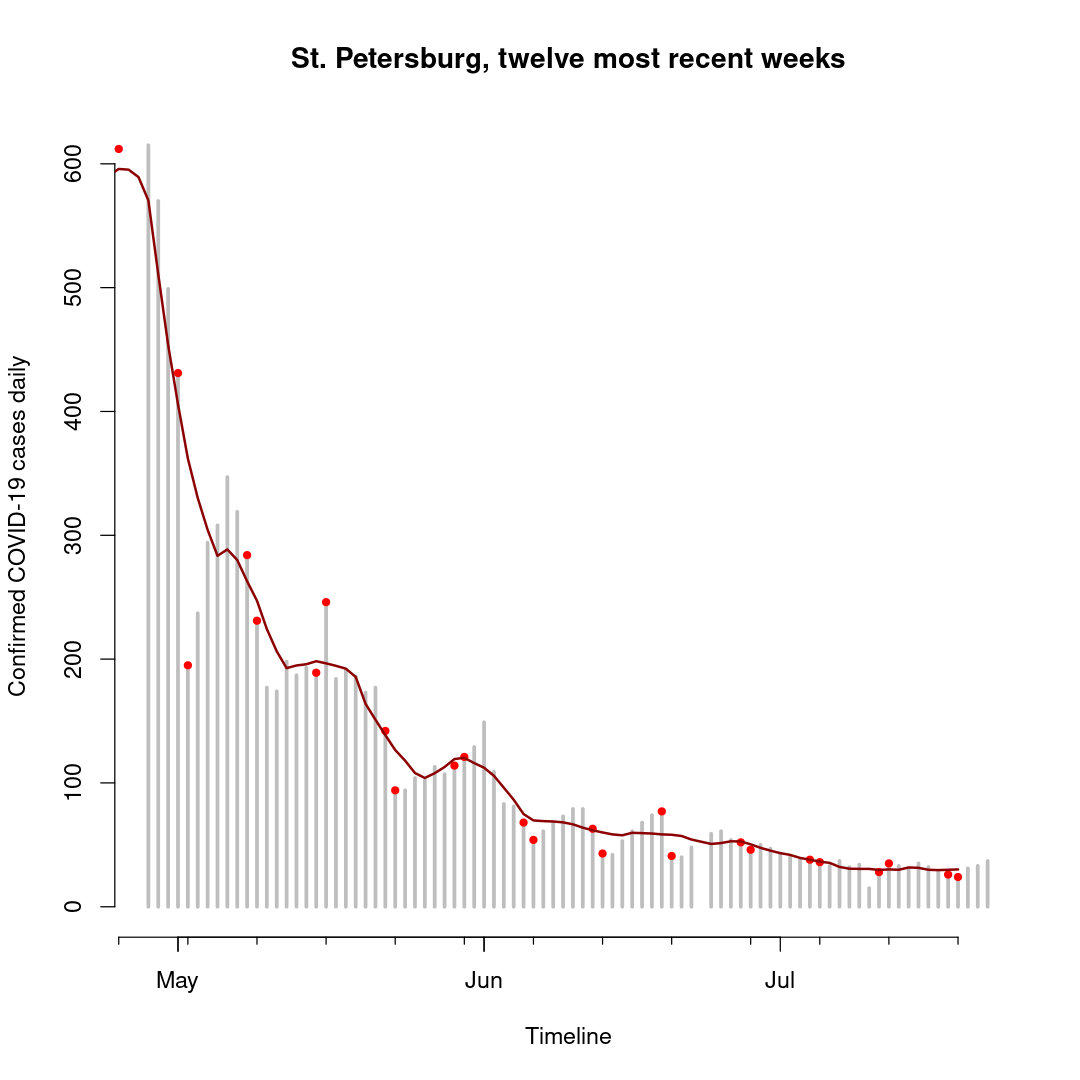 St. Petersburg, twelve most recent weeks
Confirmed COVID-19 cases daily
600
500
400
300
200
100
0
May Jun Jul
Timeline